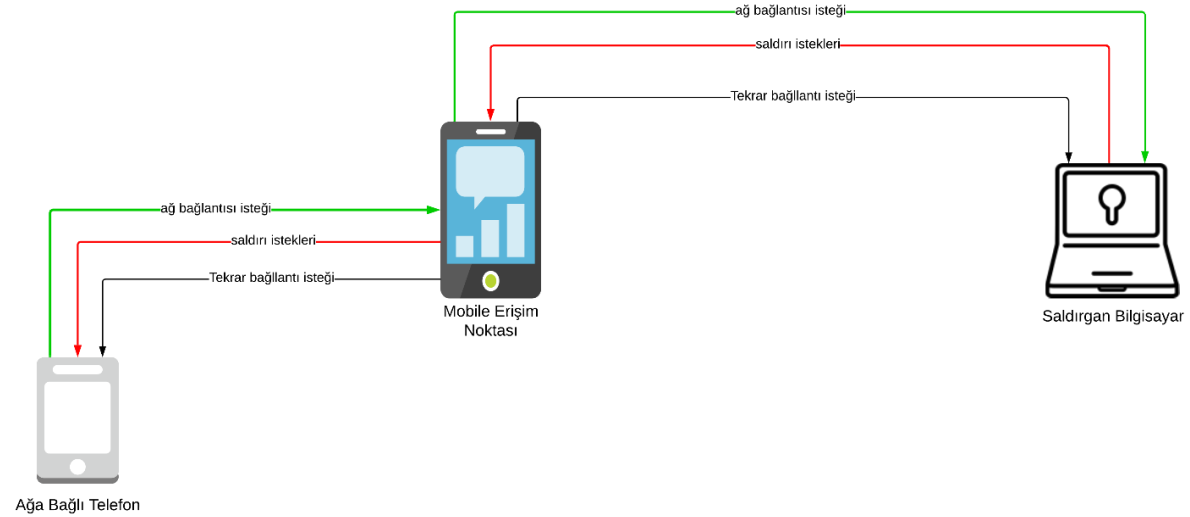 ağ bağlantısı isteği
saldırı istekleri
Tekrar bağllantı isteği
ağ bağlantısı isteği
saldırı istekleri
Tekrar bağllantı isteği
Mobile Erişim
Noktası
Saldırgan Bilgisayar
Ağa Bağlı Telefon